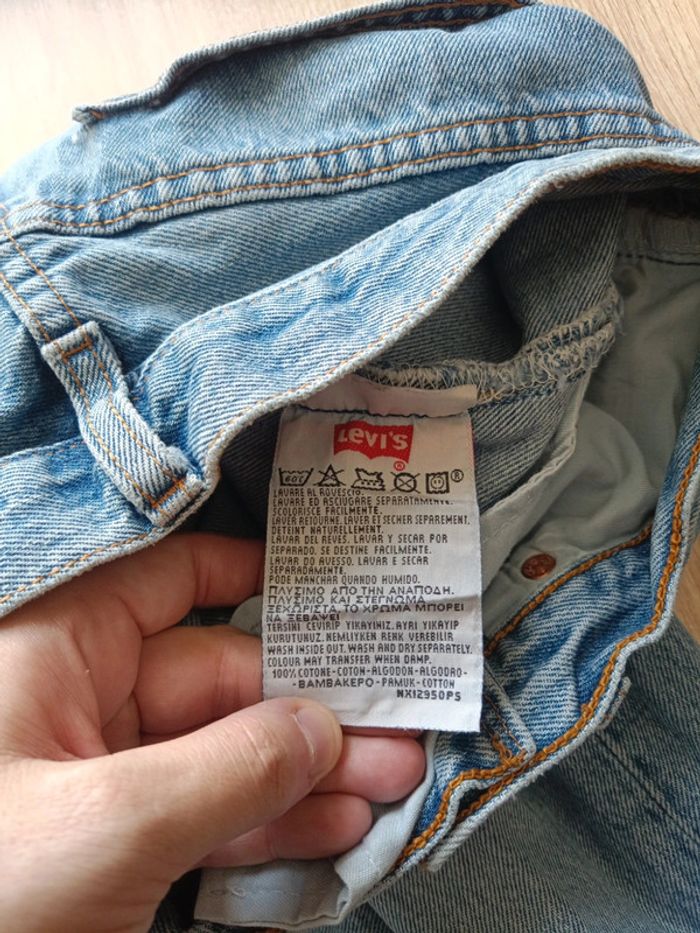 LEVI'S
®
60°C ®
LAVARE AL ROVESCIO.
LAVARE ED ASCIUGARE SEPARATAMENTE.
SCOLORISCE FACILMENTE.
LAVER RETOURNE. LAVER ET SECHER SEPAREMENT.
DETEINT NATURELLEMENT.
LAVAR DEL REVES. LAVAR Y SECAR POR
SEPARADO. SE DESTINE FACILMENTE.
LAVAR DO AVESSO. LAVAR E SECAR
SEPARADAMENTE.
PODE MANCHAR QUANDO HUMIDO.
ΠΛΥΣΙΜΟ ΑΠΟ ΤΗΝ ΑΝΑΠΟΔΗ.
ΠΛΥΣΙΜΟ ΚΑΙ ΣΤΕΓΝΩΜΑ
ΞΕΧΩΡΙΣΤΑ. ΤΟ ΧΡΩΜΑ ΜΠΟΡΕΙ
ΝΑ ΞΕΒΑΨΕΙ
TERSINI CEVIRIP YIKAYINIZ. AYRI YIKAYIP
KURUTUNUZ. NEMLIYKEN RENK VEREBILIR
WASH INSIDE OUT. WASH AND DRY SEPARATELY.
COLOUR MAY TRANSFER WHEN DAMP.
100% COTONE-COTON-ALGODON-ALGODAO-
-ΒΑΜΒΑΚΕΡΟ-PAMUK-COTTON
NX12950PS